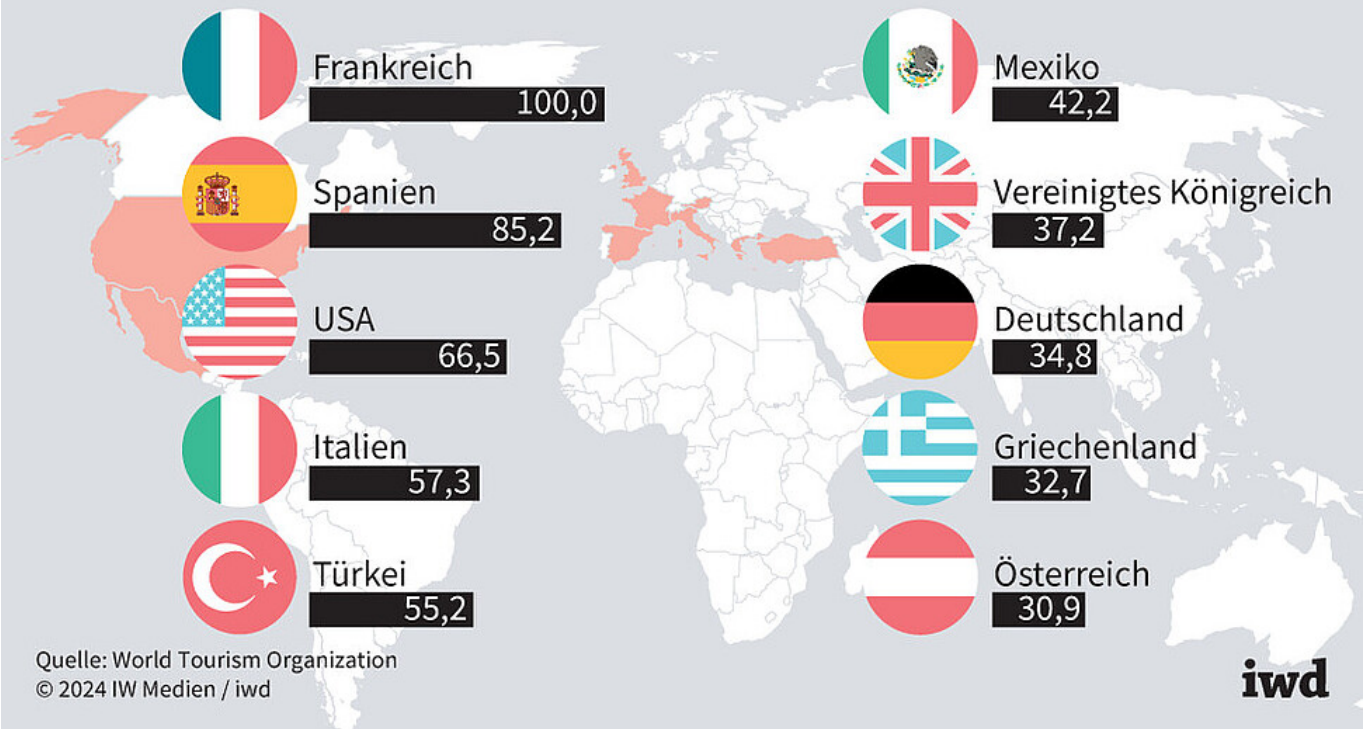 Frankreich
100,0
Spanien
85,2
USA
66,5
Italien
57,3
Türkei
55,2
Mexiko
42,2
Vereinigtes Königreich
37,2
Deutschland
34,8
Griechenland
32,7
Österreich
30,9
Quelle: World Tourism Organization
© 2024 IW Medien / iwd
iwd